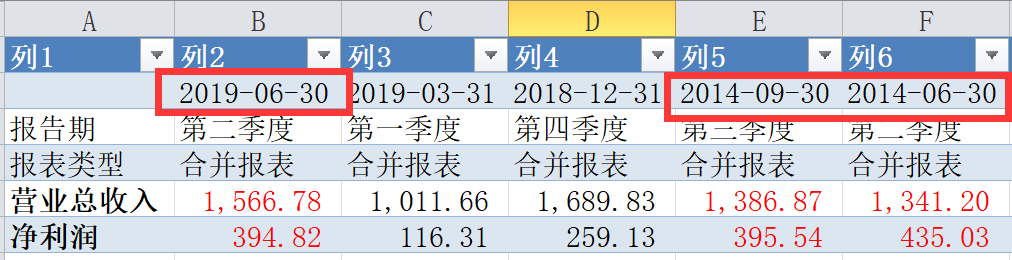 A B C D E F
列1 列2 列3 列4 列5 列6
2019-06-30 2019-03-31 2018-12-31 2014-09-30 2014-06-30
报告期 第二季度 第一季度 第四季度 第三季度 第二季度
报表类型 合并报表 合并报表 合并报表 合并报表 合并报表
营业总收入 1,566.78 1,011.66 1,689.83 1,386.87 1,341.20
净利润 394.82 116.31 259.13 395.54 435.03